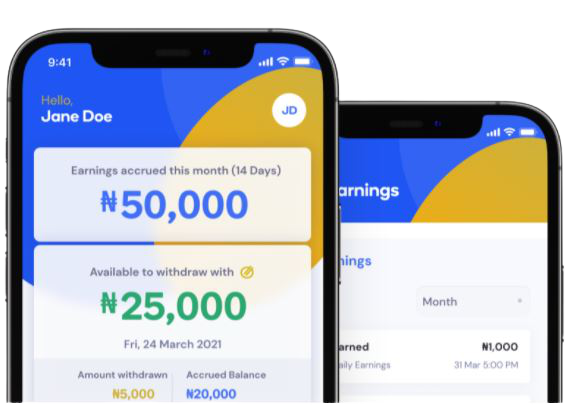 9:41
Hello,
Jane Doe
JD
Earnings accrued this month (14 Days)
₦50,000
Available to withdraw with
₦25,000
Fri, 24 March 2021
Amount withdrawn
₦5,000
Accrued Balance
₦20,000
arnings
nings
Month
arned
₦1,000
aily Earnings
31 Mar 5:00 PM